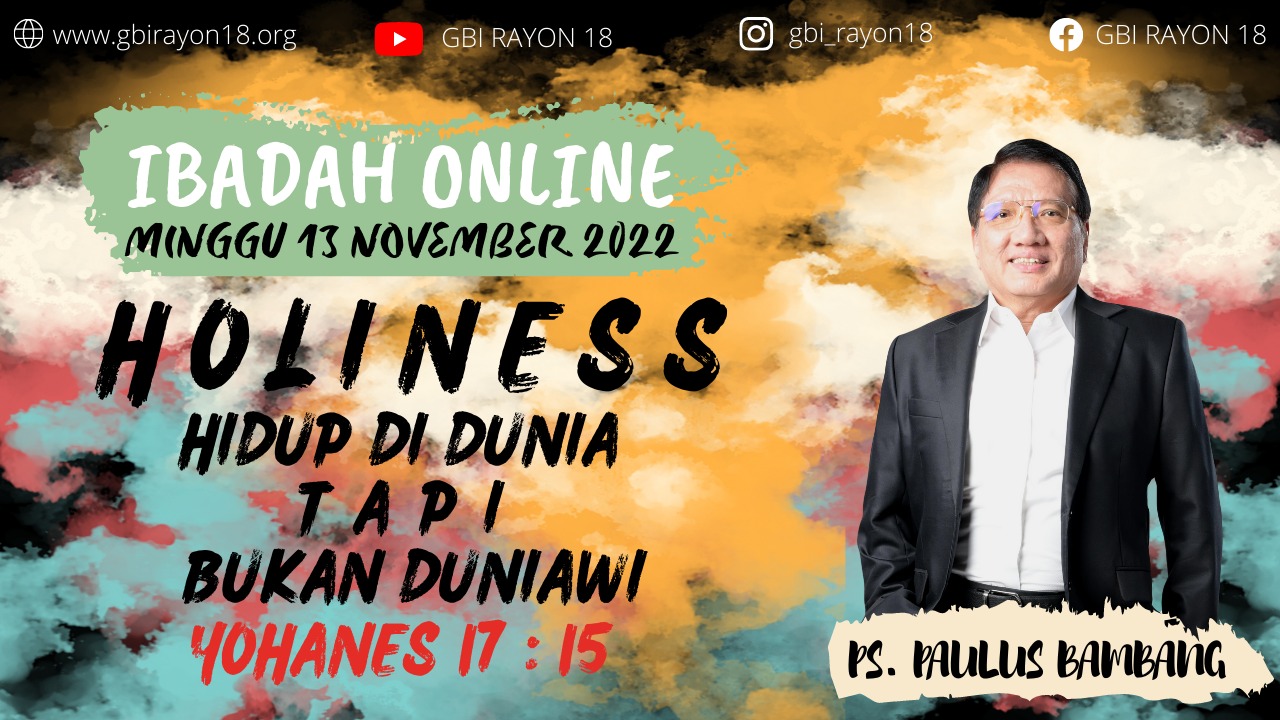 www.gbirayon18.org
GBI RAYON 18
gbi_rayon18
GBI RAYON 18
IBADAH ONLINE
MINGGU 13 NOVEMBER 2022
HOLINESS
HIDUP DI DUNIA
TAPI
BUKAN DUNIAWI
YOHANES 17 : 15
PS. PAULUS BAMBANG